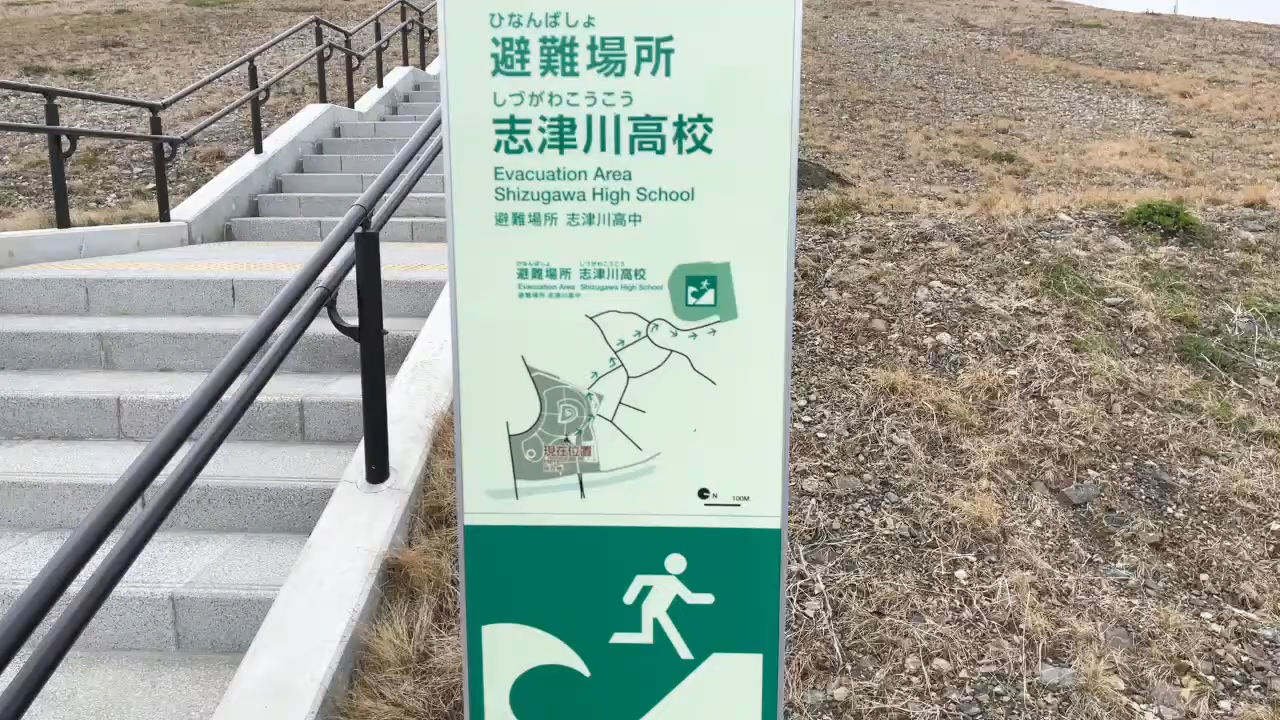 ひなんばしょ
避難場所
しづがわこうこう
志津川高校
Evacuation Area
Shizugawa High School
避難場所 志津川高中
ひなんばしょ しづがわこうこう
避難場所 志津川高校
Evacuation Area Shizugawa High School
避難場所 志津川高中
現在位置
N 100M